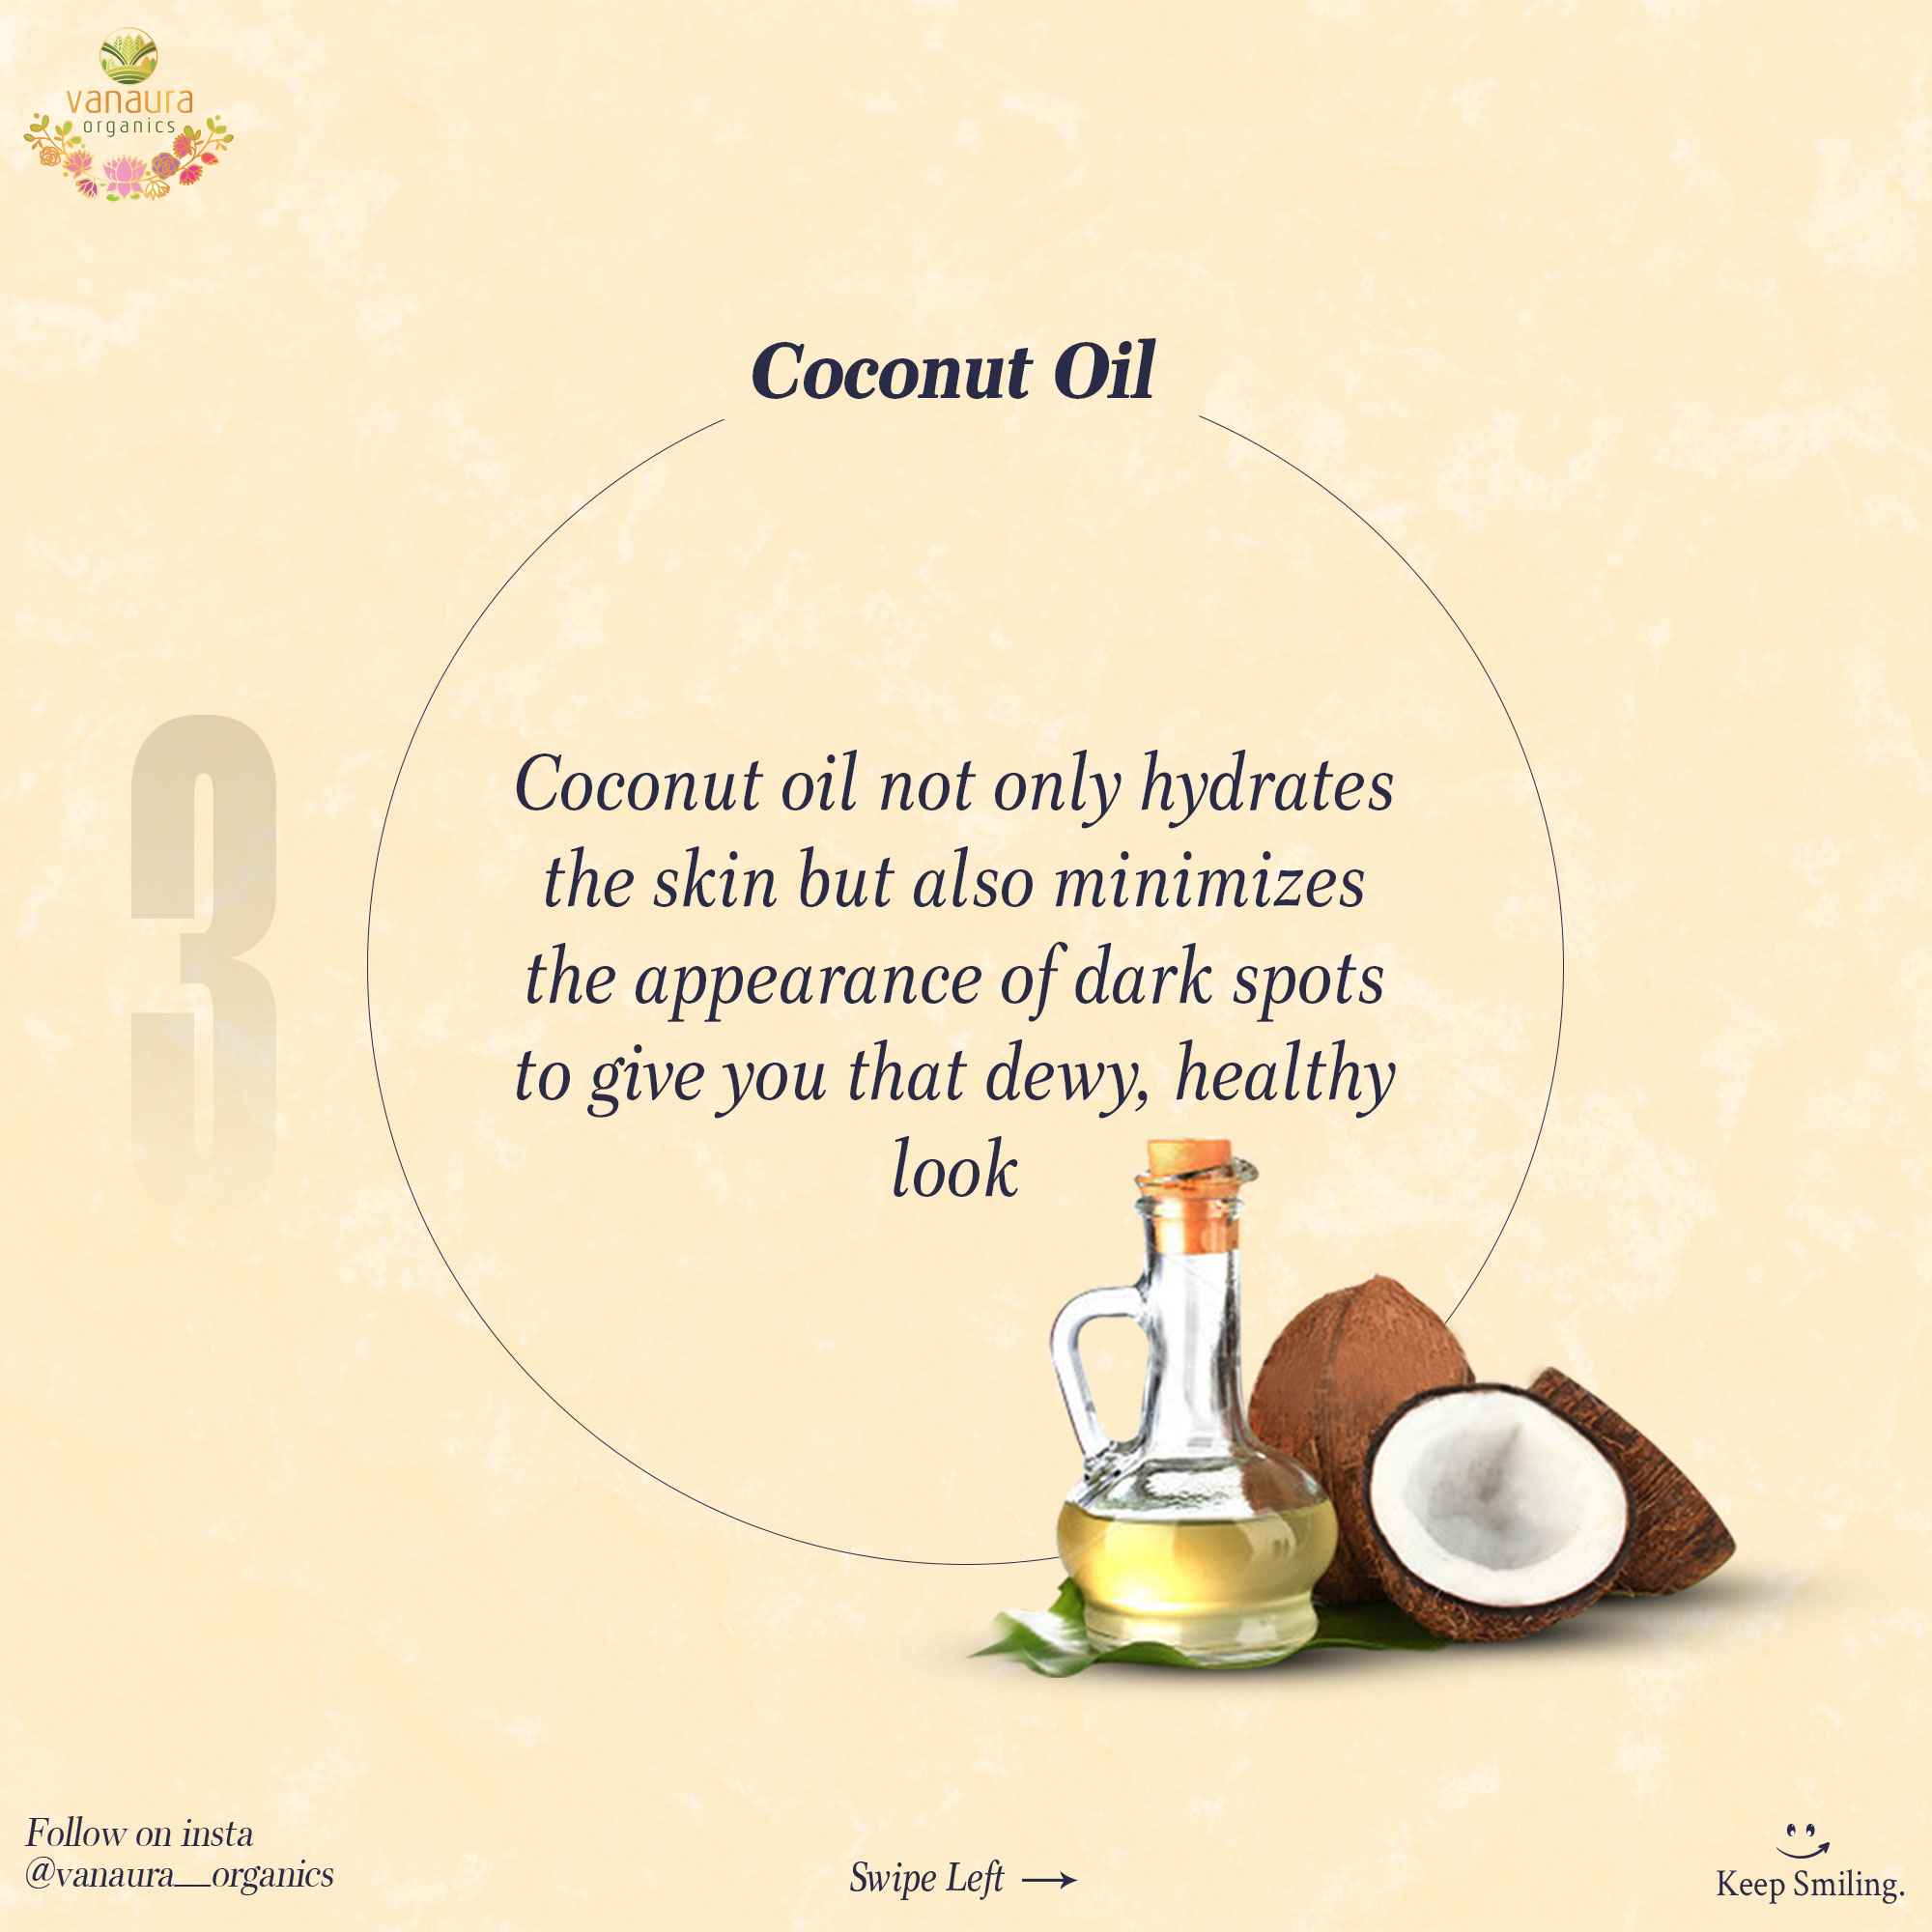 vanaura
organics
Coconut Oil
3
Coconut oil not only hydrates
the skin but also minimizes
the appearance of dark spots
to give you that dewy, healthy
look
Follow on insta
@vanaura__organics
Swipe Left →
Keep Smiling.